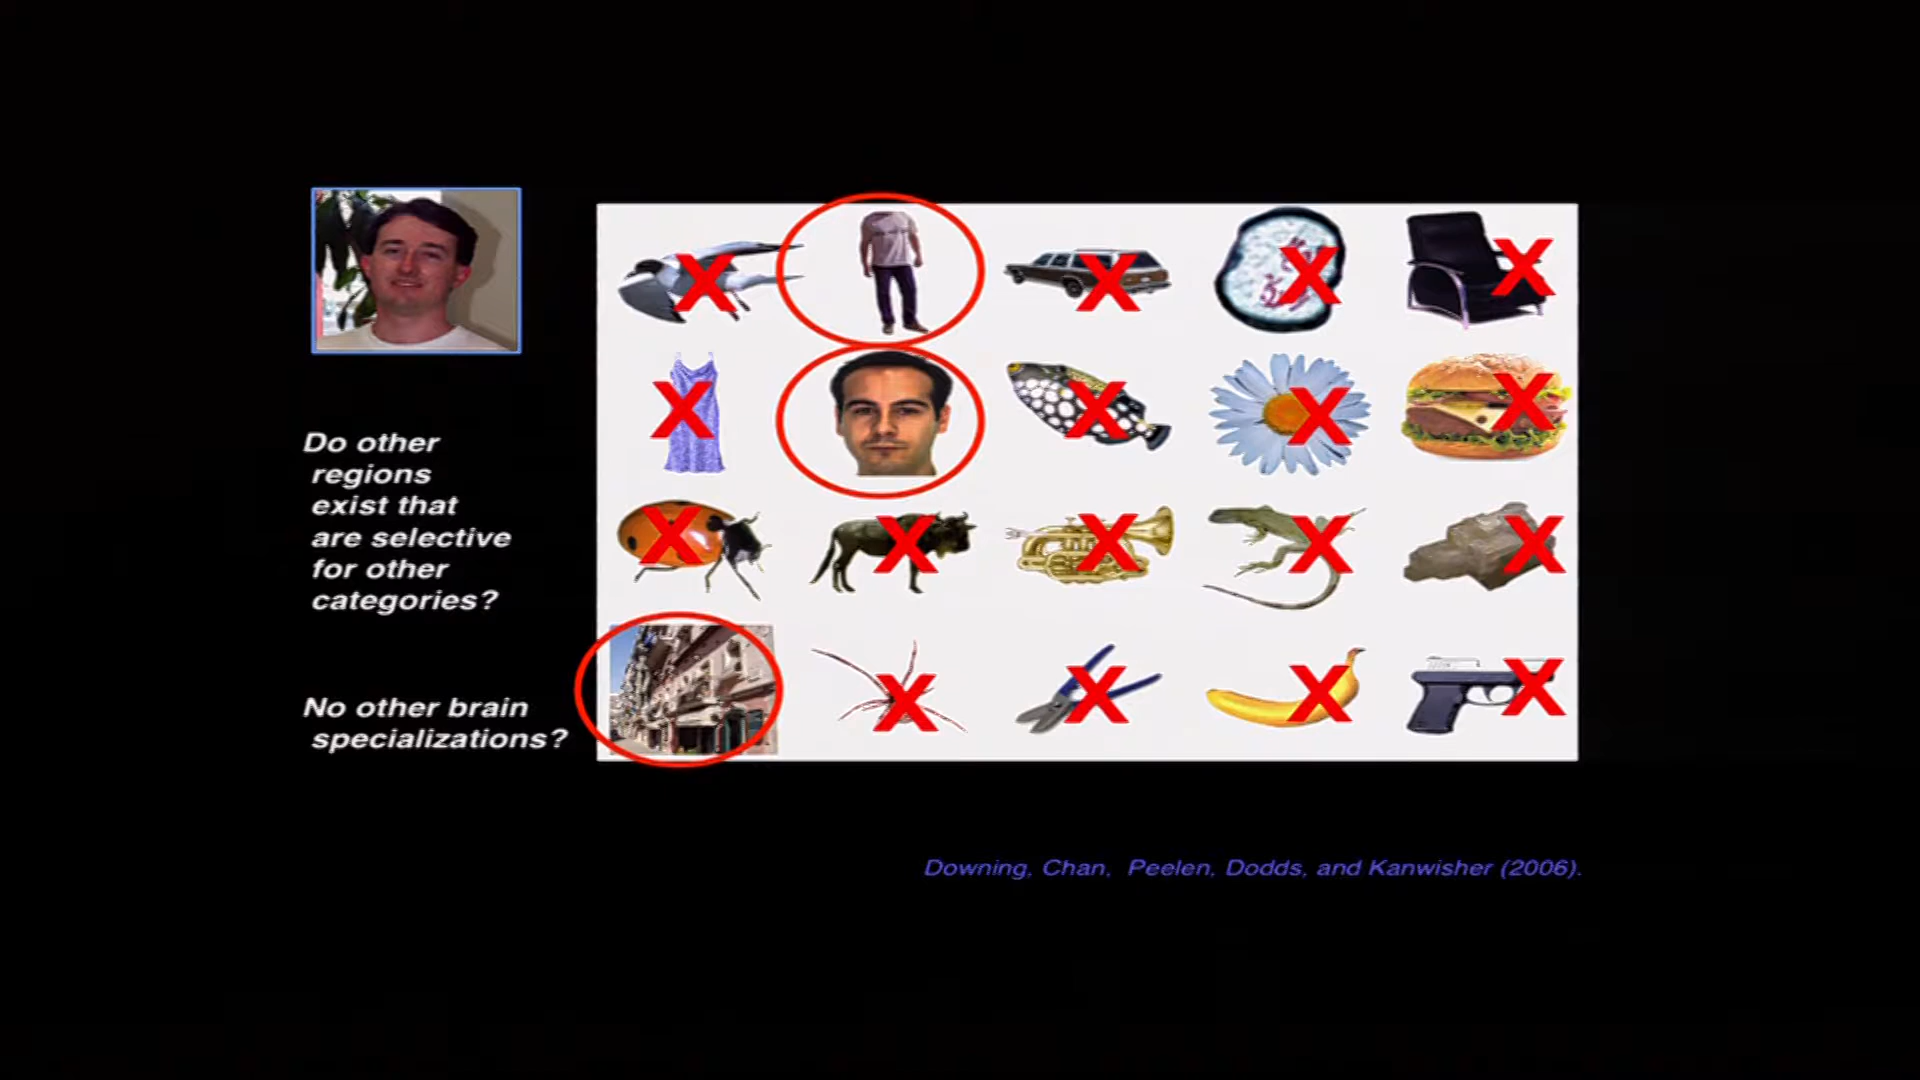 Do other
regions
exist that
are selective
for other
categories?
No other brain
specializations?
X X X X
X X X X
X X X X X
X X X X
Downing, Chan, Peelen, Dodds, and Kanwisher (2006).